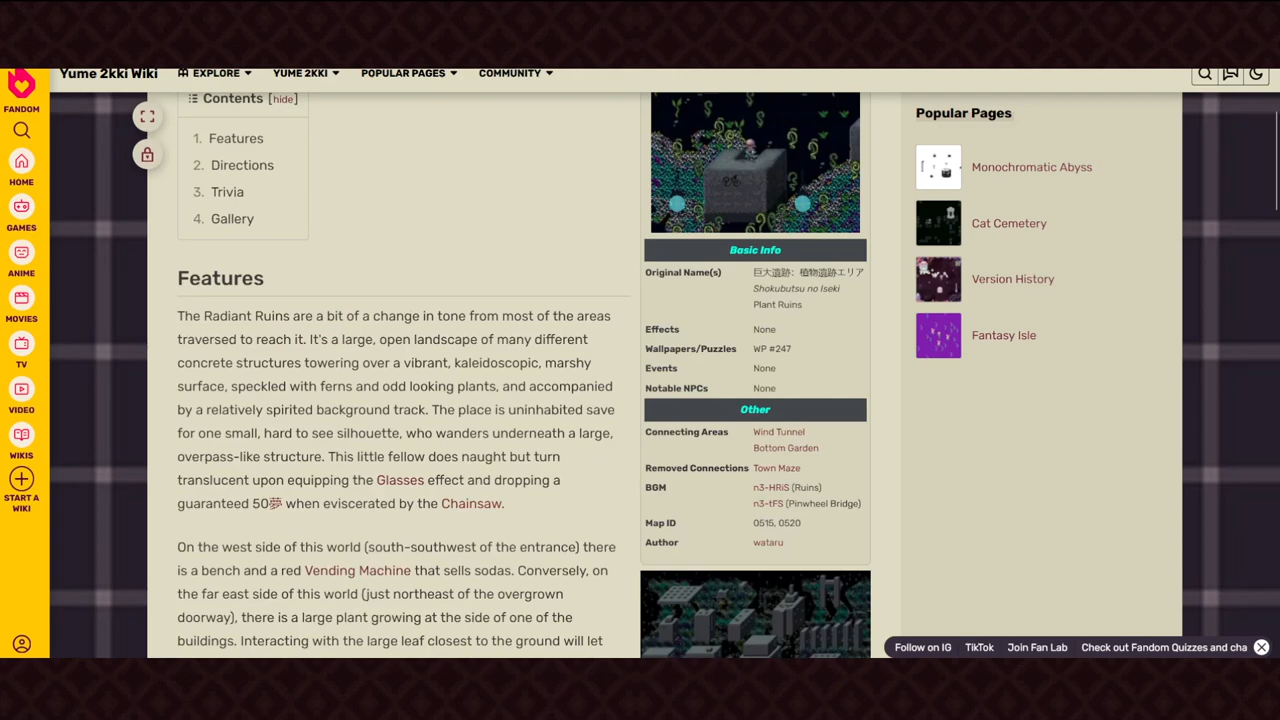 Yume 2kki Wiki
EXPLORE
YUME 2KKI
POPULAR PAGES
COMMUNITY
FANDOM
HOME
GAMES
ANIME
MOVIES
TV
VIDEO
WIKIS
START A
WIKI
Contents [hide]
1. Features
2. Directions
3. Trivia
4. Gallery
Features
The Radiant Ruins are a bit of a change in tone from most of the areas
traversed to reach it. It's a large, open landscape of many different
concrete structures towering over a vibrant, kaleidoscopic, marshy
surface, speckled with ferns and odd looking plants, and accompanied
by a relatively spirited background track. The place is uninhabited save
for one small, hard to see silhouette, who wanders underneath a large,
overpass-like structure. This little fellow does naught but turn
translucent upon equipping the Glasses effect and dropping a
guaranteed 50夢 when eviscerated by the Chainsaw.
On the west side of this world (south-southwest of the entrance) there
is a bench and a red Vending Machine that sells sodas. Conversely, on
the far east side of this world (just northeast of the overgrown
doorway), there is a large plant growing at the side of one of the
buildings. Interacting with the large leaf closest to the ground will let
Basic Info
Original Name(s) 巨大遺跡：植物遺跡エリア
Shokubutsu no Iseki
Plant Ruins
Effects None
Wallpapers/Puzzles WP #247
Events None
Notable NPCs None
Other
Connecting Areas Wind Tunnel
Bottom Garden
Removed Connections Town Maze
BGM n3-HRiS (Ruins)
n3-tFS (Pinwheel Bridge)
Map ID 0515, 0520
Author wataru
Popular Pages
Monochromatic Abyss
Cat Cemetery
Version History
Fantasy Isle
Follow on IG TikTok Join Fan Lab Check out Fandom Quizzes and cha